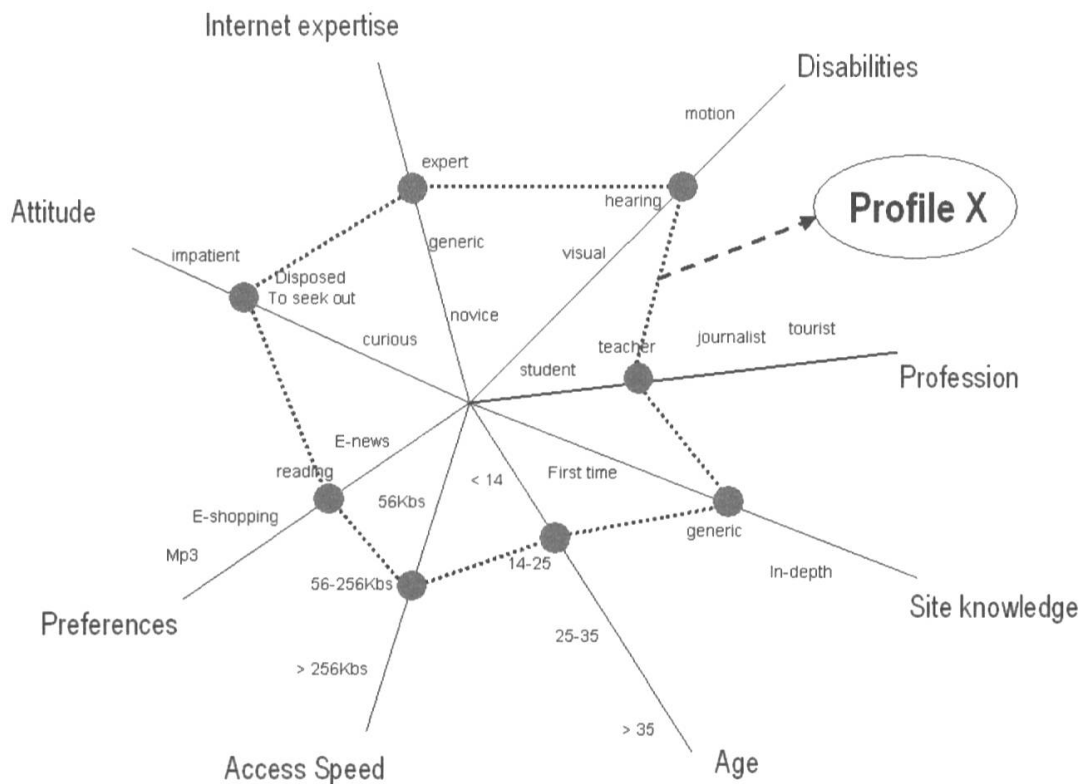 Internet expertise
Disabilities
motion
expert
hearing
Profile X
Attitude
impatient
generic
visual
Disposed
To seek out
novice
curious
teacher
journalist
tourist
student
Profession
E-news
reading
< 14
First time
56Kbs
E-shopping
generic
Mp3
14-25
56-256Kbs
In-depth
Site knowledge
Preferences
25-35
> 256Kbs
> 35
Access Speed
Age